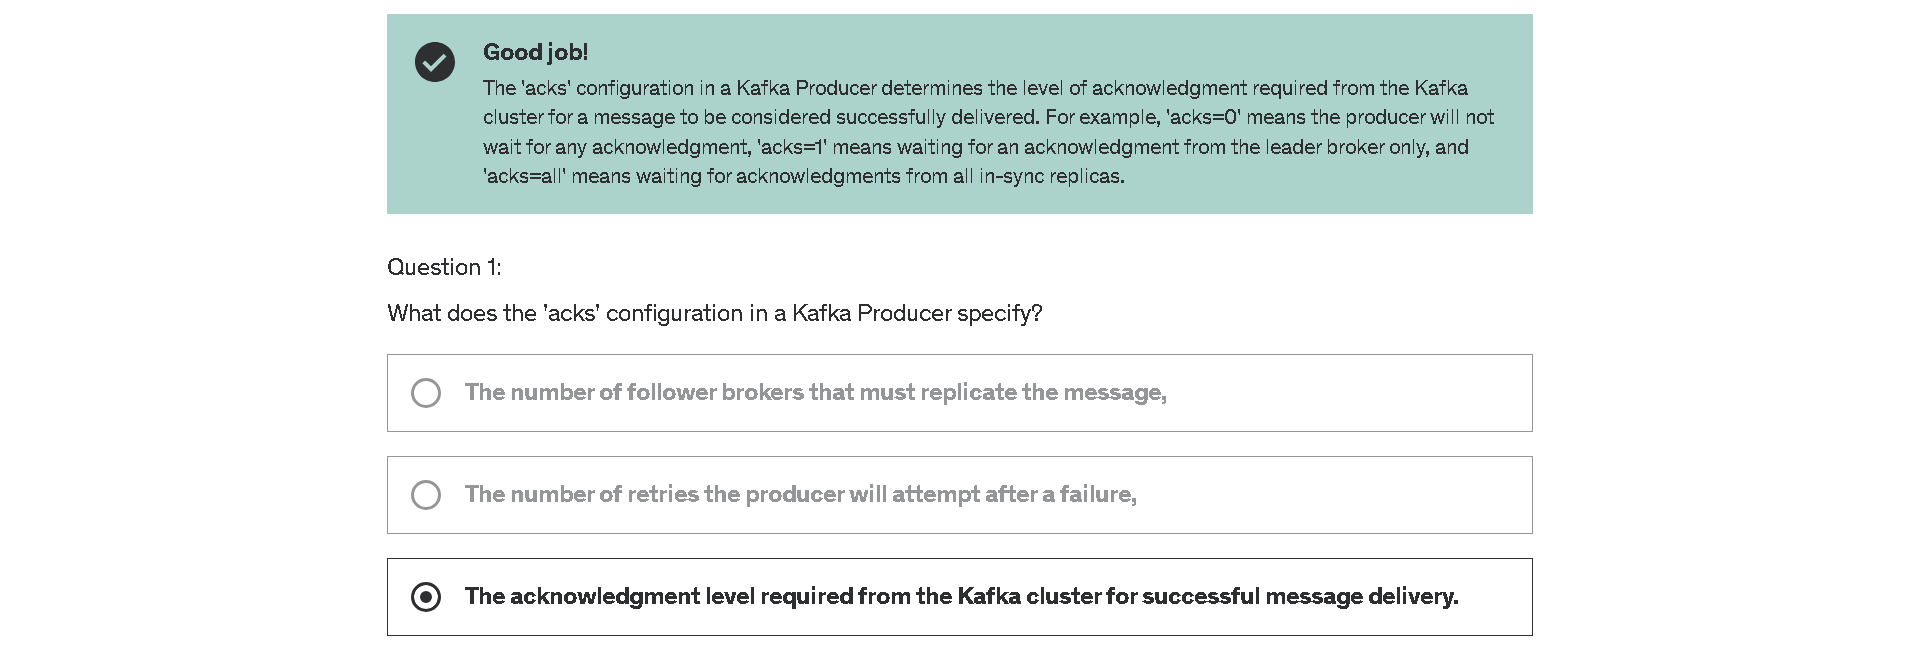 Good job!
The 'acks' configuration in a Kafka Producer determines the level of acknowledgment required from the Kafka
cluster for a message to be considered successfully delivered. For example, 'acks=0' means the producer will not
wait for any acknowledgment, 'acks=1' means waiting for an acknowledgment from the leader broker only, and
'acks=all' means waiting for acknowledgments from all in-sync replicas.
Question 1:
What does the 'acks' configuration in a Kafka Producer specify?
The number of follower brokers that must replicate the message,
The number of retries the producer will attempt after a failure,
The acknowledgment level required from the Kafka cluster for successful message delivery.